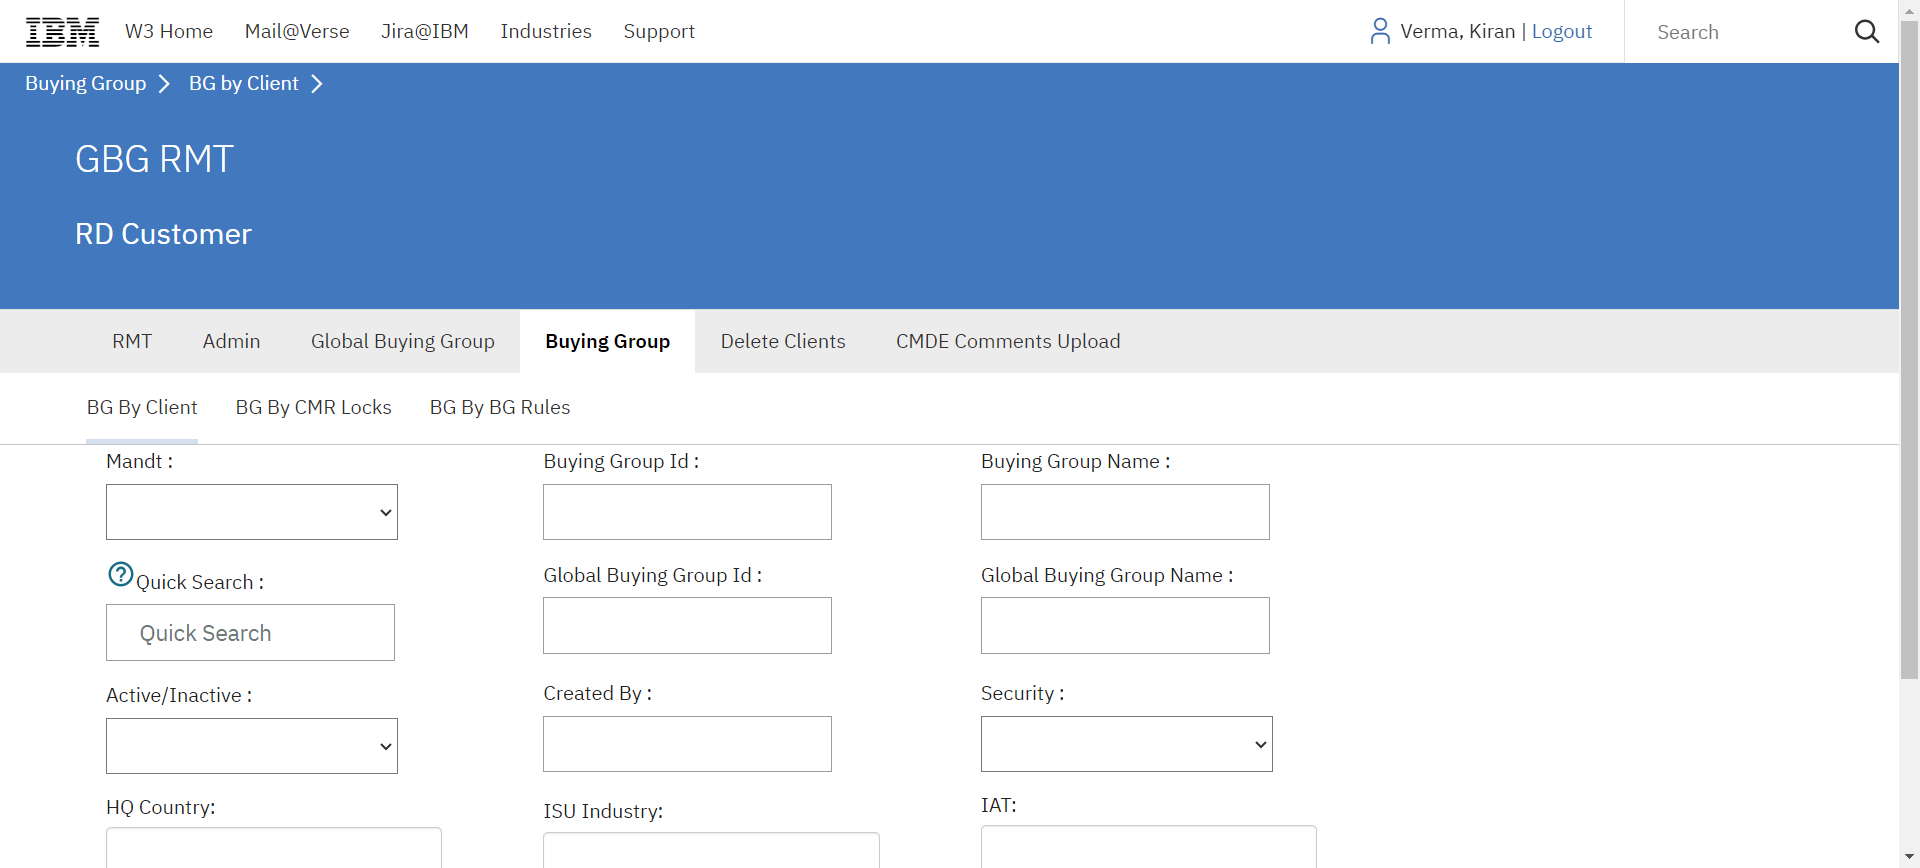 IBM W3 Home Mail@Verse Jira@IBM Industries Support Verma, Kiran | Logout Search
Buying Group BG by Client
GBG RMT
RD Customer
RMT Admin Global Buying Group Buying Group Delete Clients CMDE Comments Upload
BG By Client BG By CMR Locks BG By BG Rules
Mandt : Buying Group Id : Buying Group Name :
Quick Search : Global Buying Group Id : Global Buying Group Name :
Quick Search
Active/Inactive : Created By : Security :
HQ Country: ISU Industry: IAT: